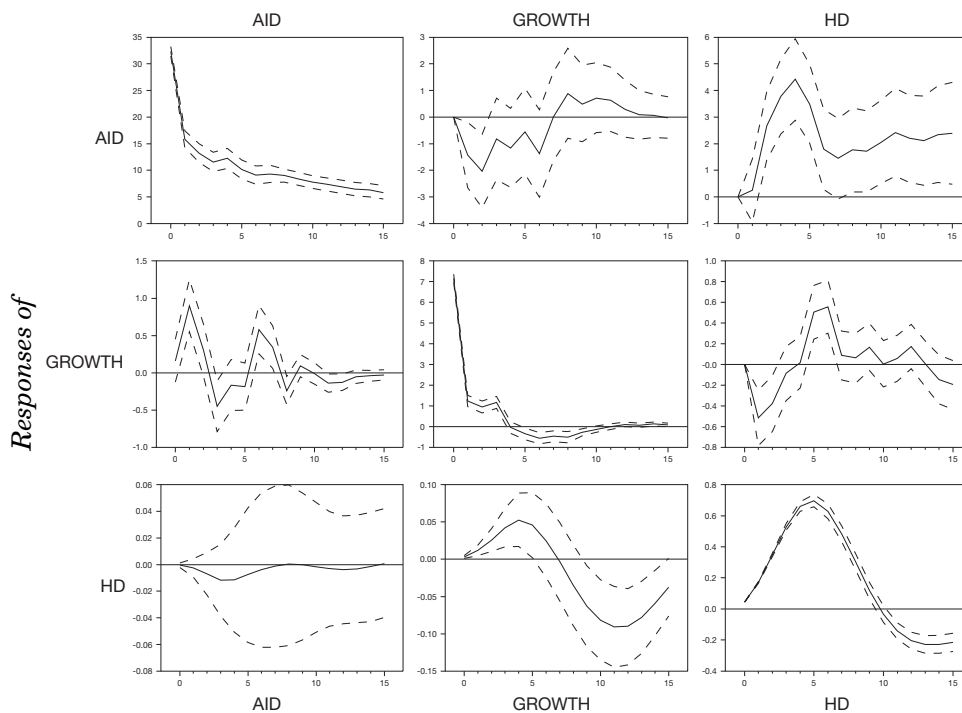 AID GROWTH HD
35 30 25 20 15 10 5 0
0 5 10 15
3 2 1 0 -1 -2 -3 -4
0 5 10 15
6 5 4 3 2 1 0 -1
0 5 10 15
AID
1.5 1.0 0.5 0.0 -0.5 -1.0
0 5 10 15
8 7 6 5 4 3 2 1 0 -1
0 5 10 15
1.0 0.8 0.6 0.4 0.2 -0.0 -0.2 -0.4 -0.6 -0.8
0 5 10 15
GROWTH
Responses of
0.06 0.04 0.02 0.00 -0.02 -0.04 -0.06 -0.08
0 5 10 15
0.10 0.05 0.00 -0.05 -0.10 -0.15
0 5 10 15
0.8 0.6 0.4 0.2 0.0 -0.2 -0.4
0 5 10 15
HD
AID GROWTH HD